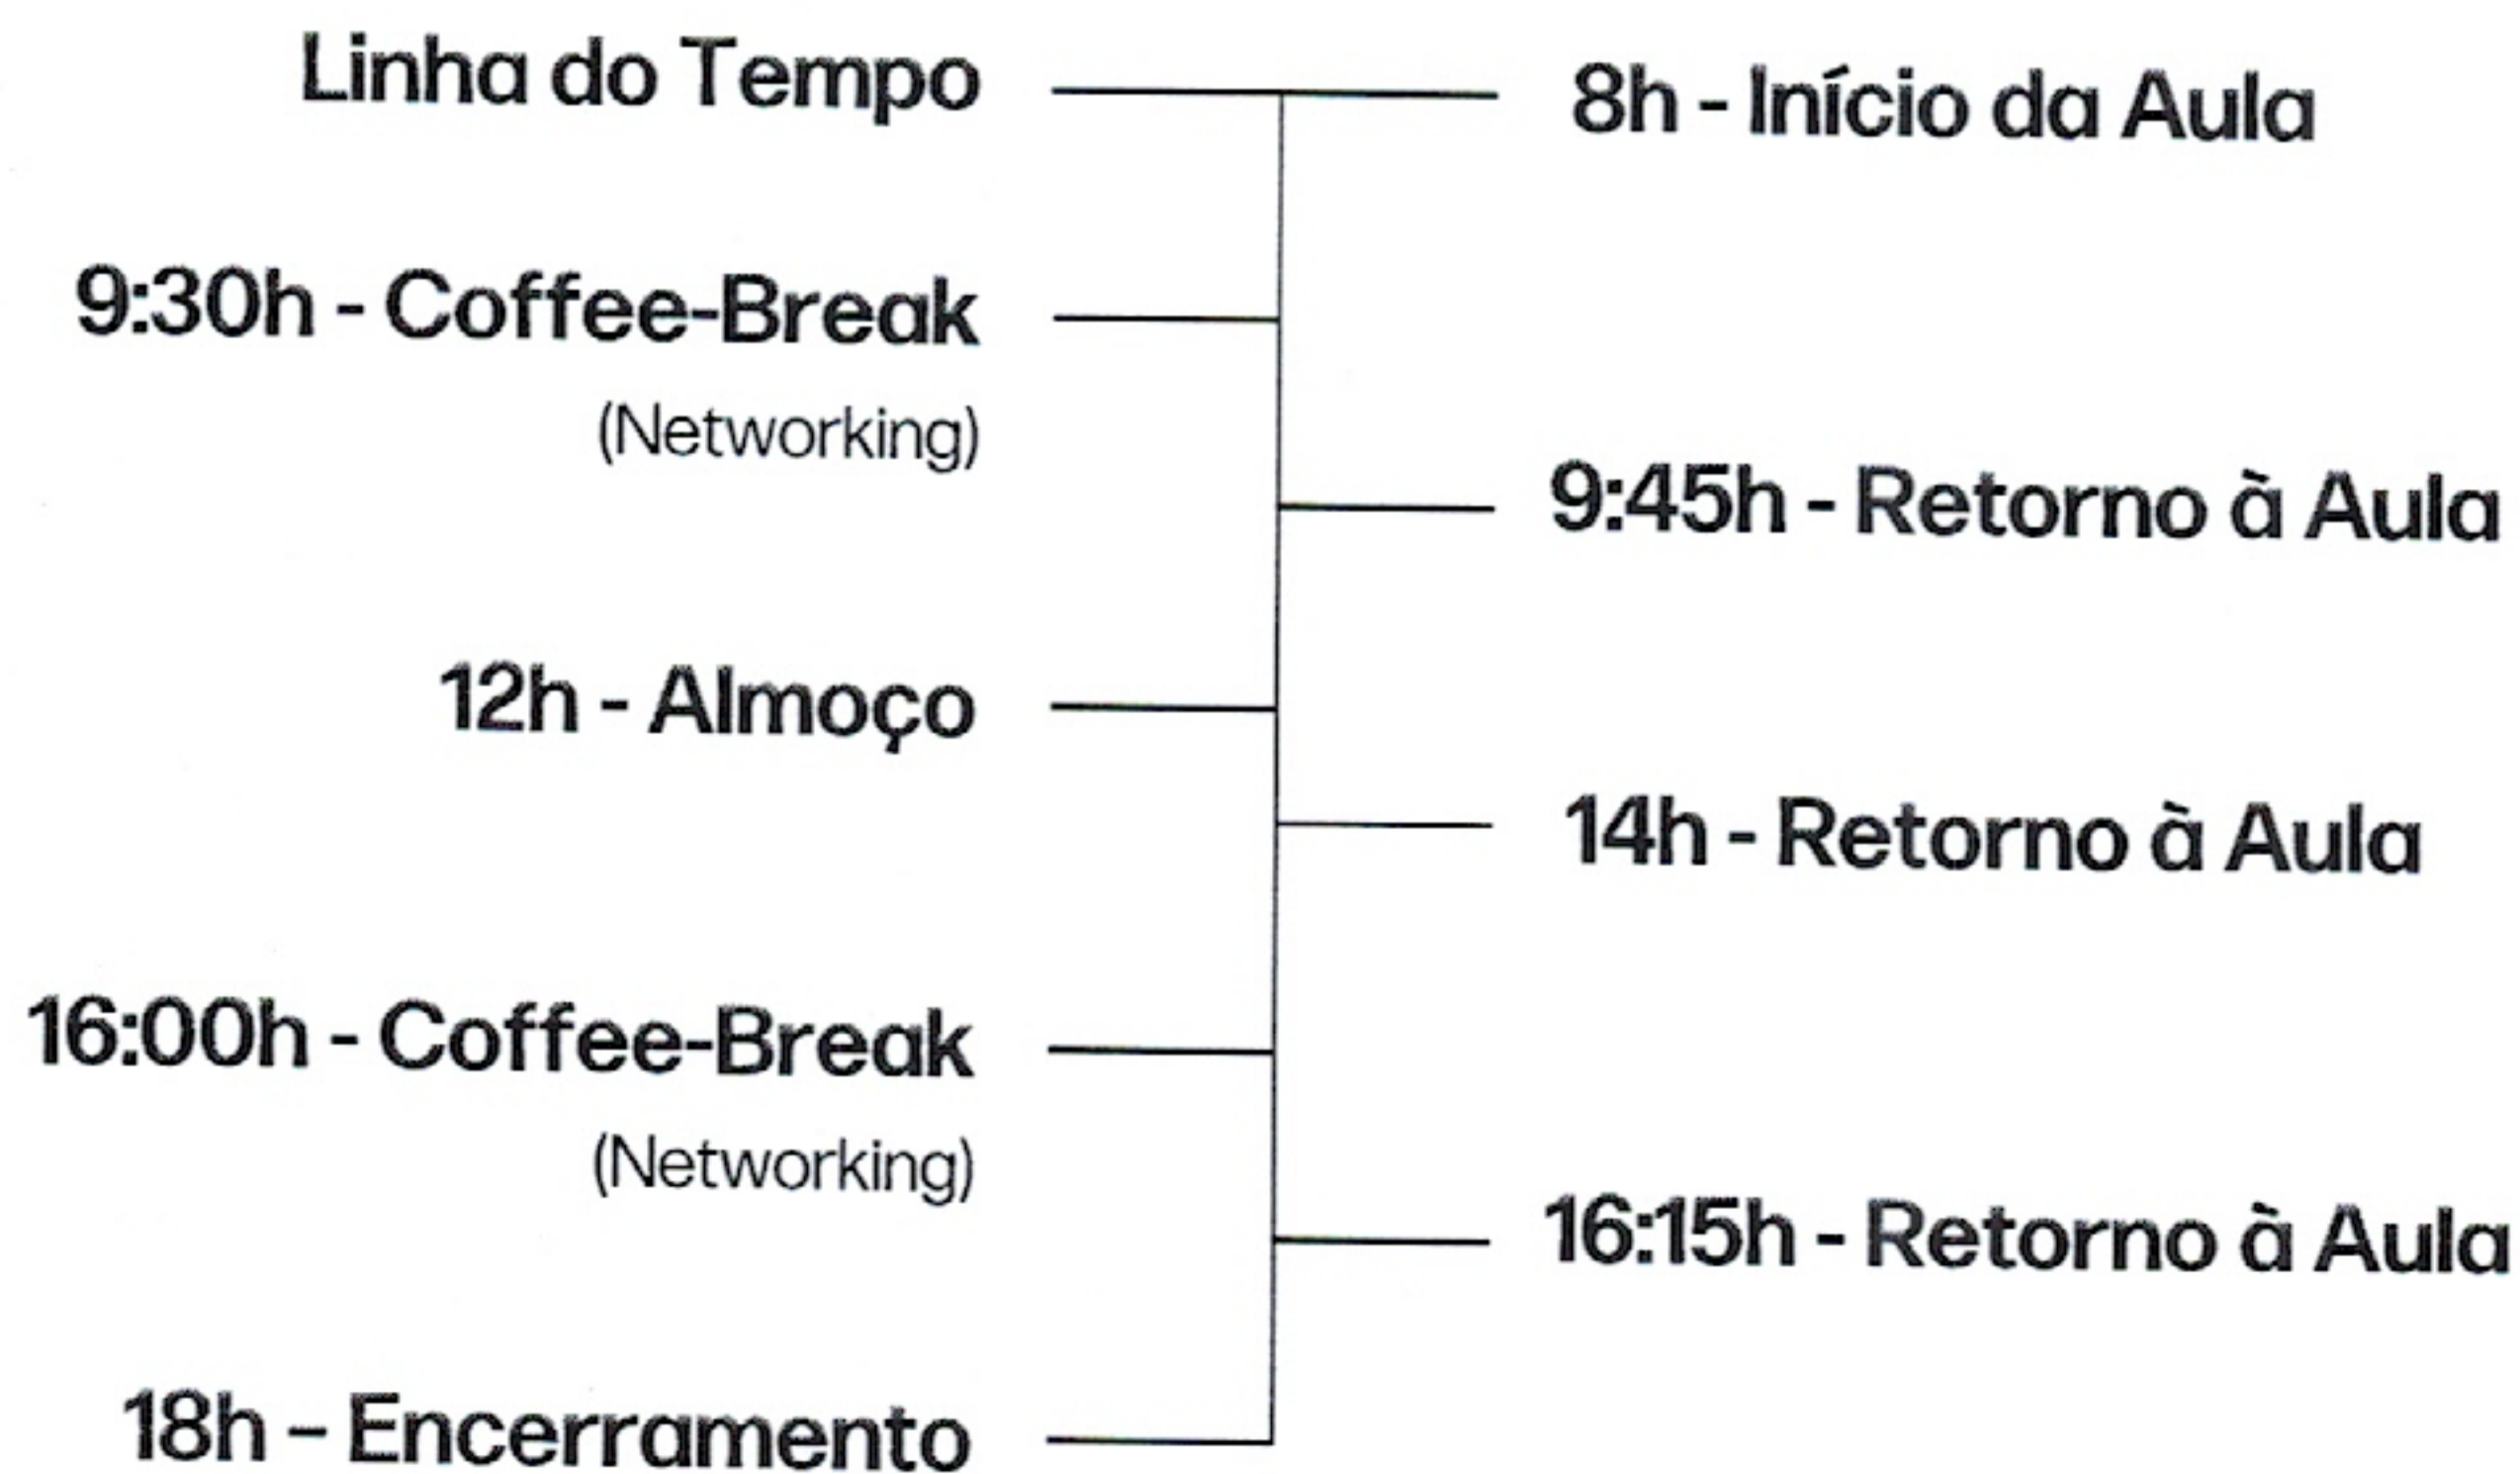 Linha do Tempo
8h - Início da Aula
9:30h - Coffee-Break
(Networking)
9:45h - Retorno à Aula
12h - Almoço
14h - Retorno à Aula
16:00h - Coffee-Break
(Networking)
16:15h - Retorno à Aula
18h – Encerramento